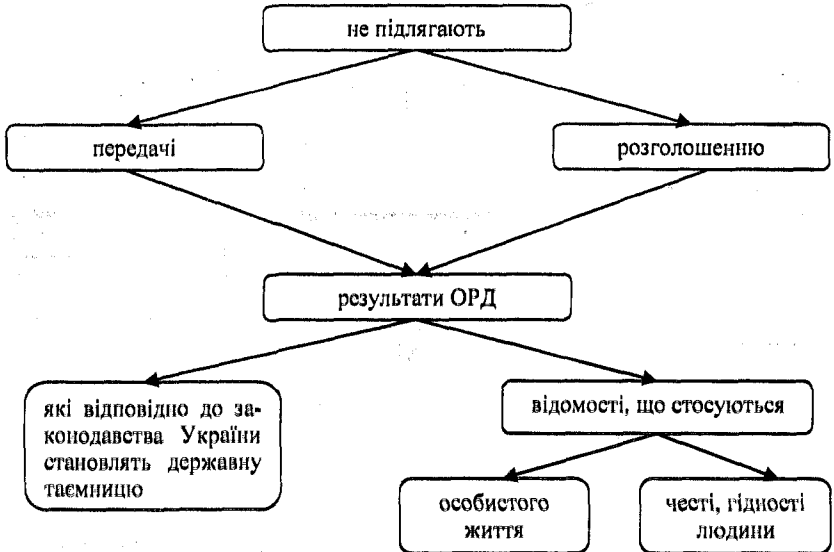 не підлягають
передачі
розголошенню
результати ОРД
які відповідно до за-
конодавства України
становлять державну
таємницю
відомості, що стосуються
особистого
життя
честі, гідності
людини